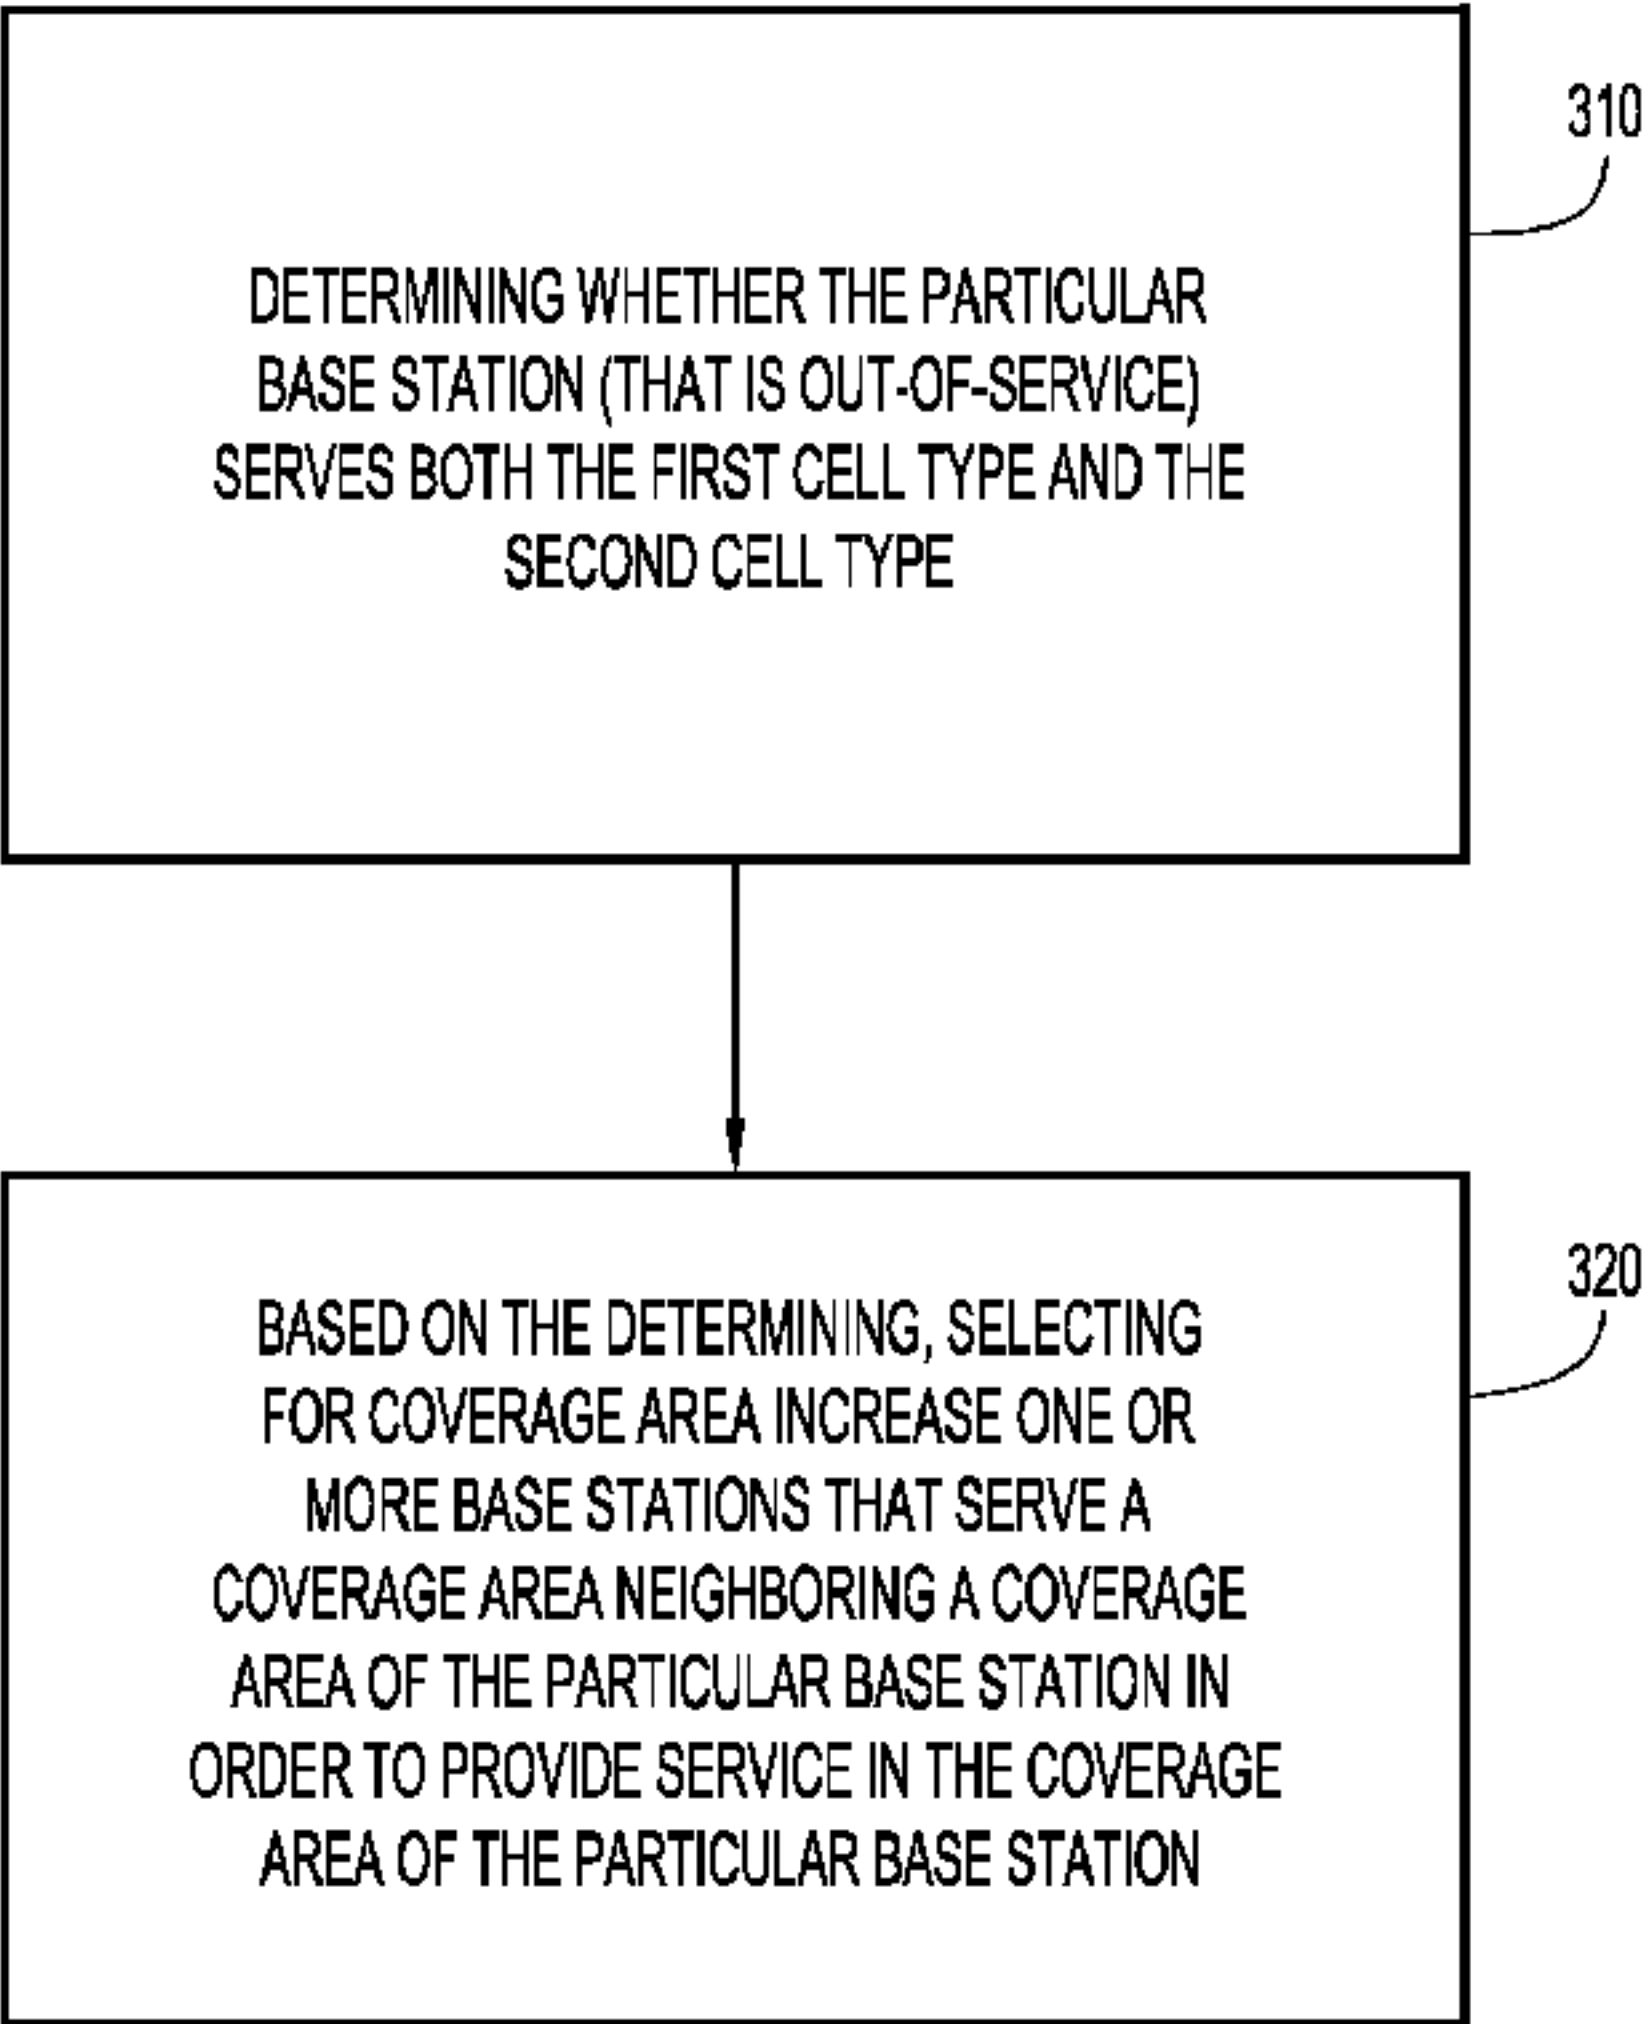 310
DETERMINING WHETHER THE PARTICULAR
BASE STATION (THAT IS OUT-OF-SERVICE)
SERVES BOTH THE FIRST CELL TYPE AND THE
SECOND CELL TYPE
320
BASED ON THE DETERMINING, SELECTING
FOR COVERAGE AREA INCREASE ONE OR
MORE BASE STATIONS THAT SERVE A
COVERAGE AREA NEIGHBORING A COVERAGE
AREA OF THE PARTICULAR BASE STATION IN
ORDER TO PROVIDE SERVICE IN THE COVERAGE
AREA OF THE PARTICULAR BASE STATION